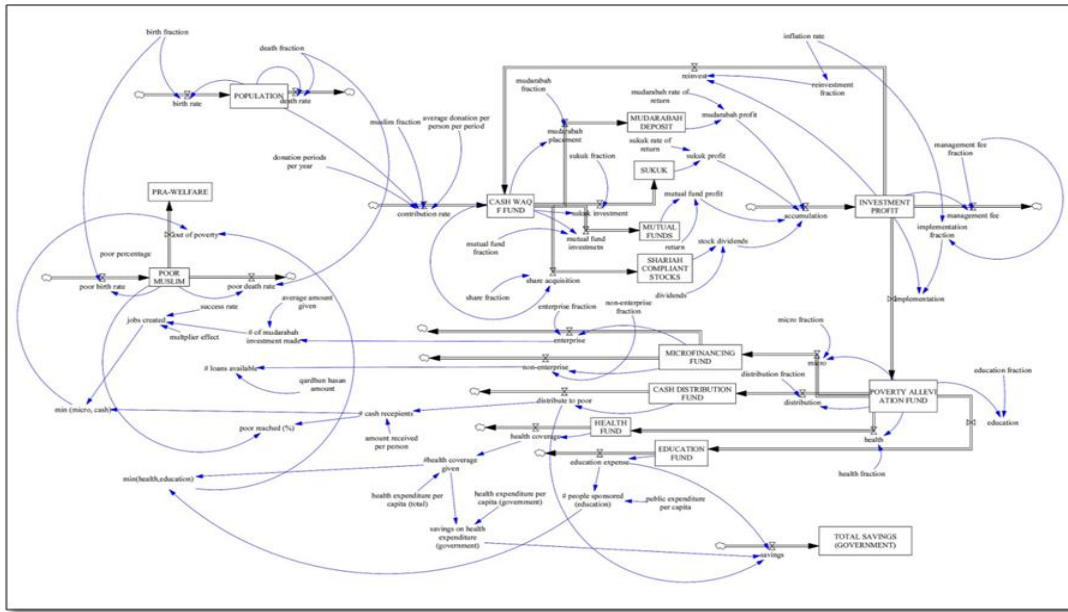 birth fraction
death fraction
birth rate
POPULATION
death rate
muslim fraction
average donation per
person per period
donation periods
per year
contribution rate
inflation rate
reinvest
reinvestment
fraction
mudarabah
fraction
mudarabah rate of
return
MUDARABAH
DEPOSIT
mudarabah profit
mudarabah
placement
sukuk fraction
sukuk rate of
return
sukuk profit
SUKUK
CASH WAQ
F FUND
sukuk investment
mutual fund profit
MUTUAL
FUNDS
mutual fund
investmetn
mutual fund
fraction
return
stock dividends
SHARIAH
COMPLIANT
STOCKS
share acquisition
share fraction
dividends
accumulation
INVESTMENT
PROFIT
management fee
fraction
management fee
implementation
fraction
implementation
PRA-WELFARE
out of poverty
poor percentage
POOR
MUSLIM
poor birth rate
poor death rate
success rate
average amount
given
jobs created
multplier effect
# of mudarabah
investment made
enterprise fraction
non-enterprise
fraction
enterprise
micro fraction
MICROFINANCING
FUND
micro
# loans available
non-enterprise
qardhun hasan
amount
distribution fraction
education fraction
CASH DISTRIBUTION
FUND
distribution
POVERTY ALLEVI
ATION FUND
education
min (micro, cash)
# cash recepients
distribute to poor
poor reached (%)
amount received
per person
HEALTH
FUND
health coverage
health
health fraction
EDUCATION
FUND
education expense
#health coverage
given
min(health,education)
health expenditure per
capita (total)
health expenditure per
capita (government)
# people sponsored
(education)
public expenditure
per capita
savings on health
expenditure
(government)
savings
TOTAL SAVINGS
(GOVERNMENT)